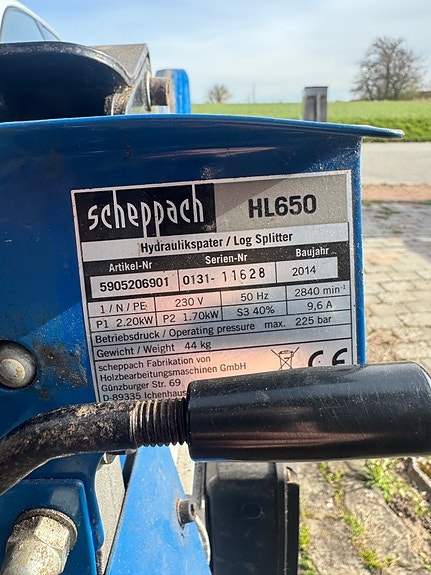 scheppach HL650
Hydraulikspater / Log Splitter
Artikel-Nr Serien-Nr Baujahr
5905206901 0131-11628 2014
1 / N / PE 230 V 50 Hz 2840 min⁻¹
P1 2.20kW P2 1.70kW S3 40% 9,6 A
Betriebsdruck / Operating pressure max. 225 bar
Gewicht / Weight 44 kg
scheppach Fabrikation von
Holzbearbeitungsmaschinen GmbH
Günzburger Str. 69
D-89335 Ichenhausen
CE